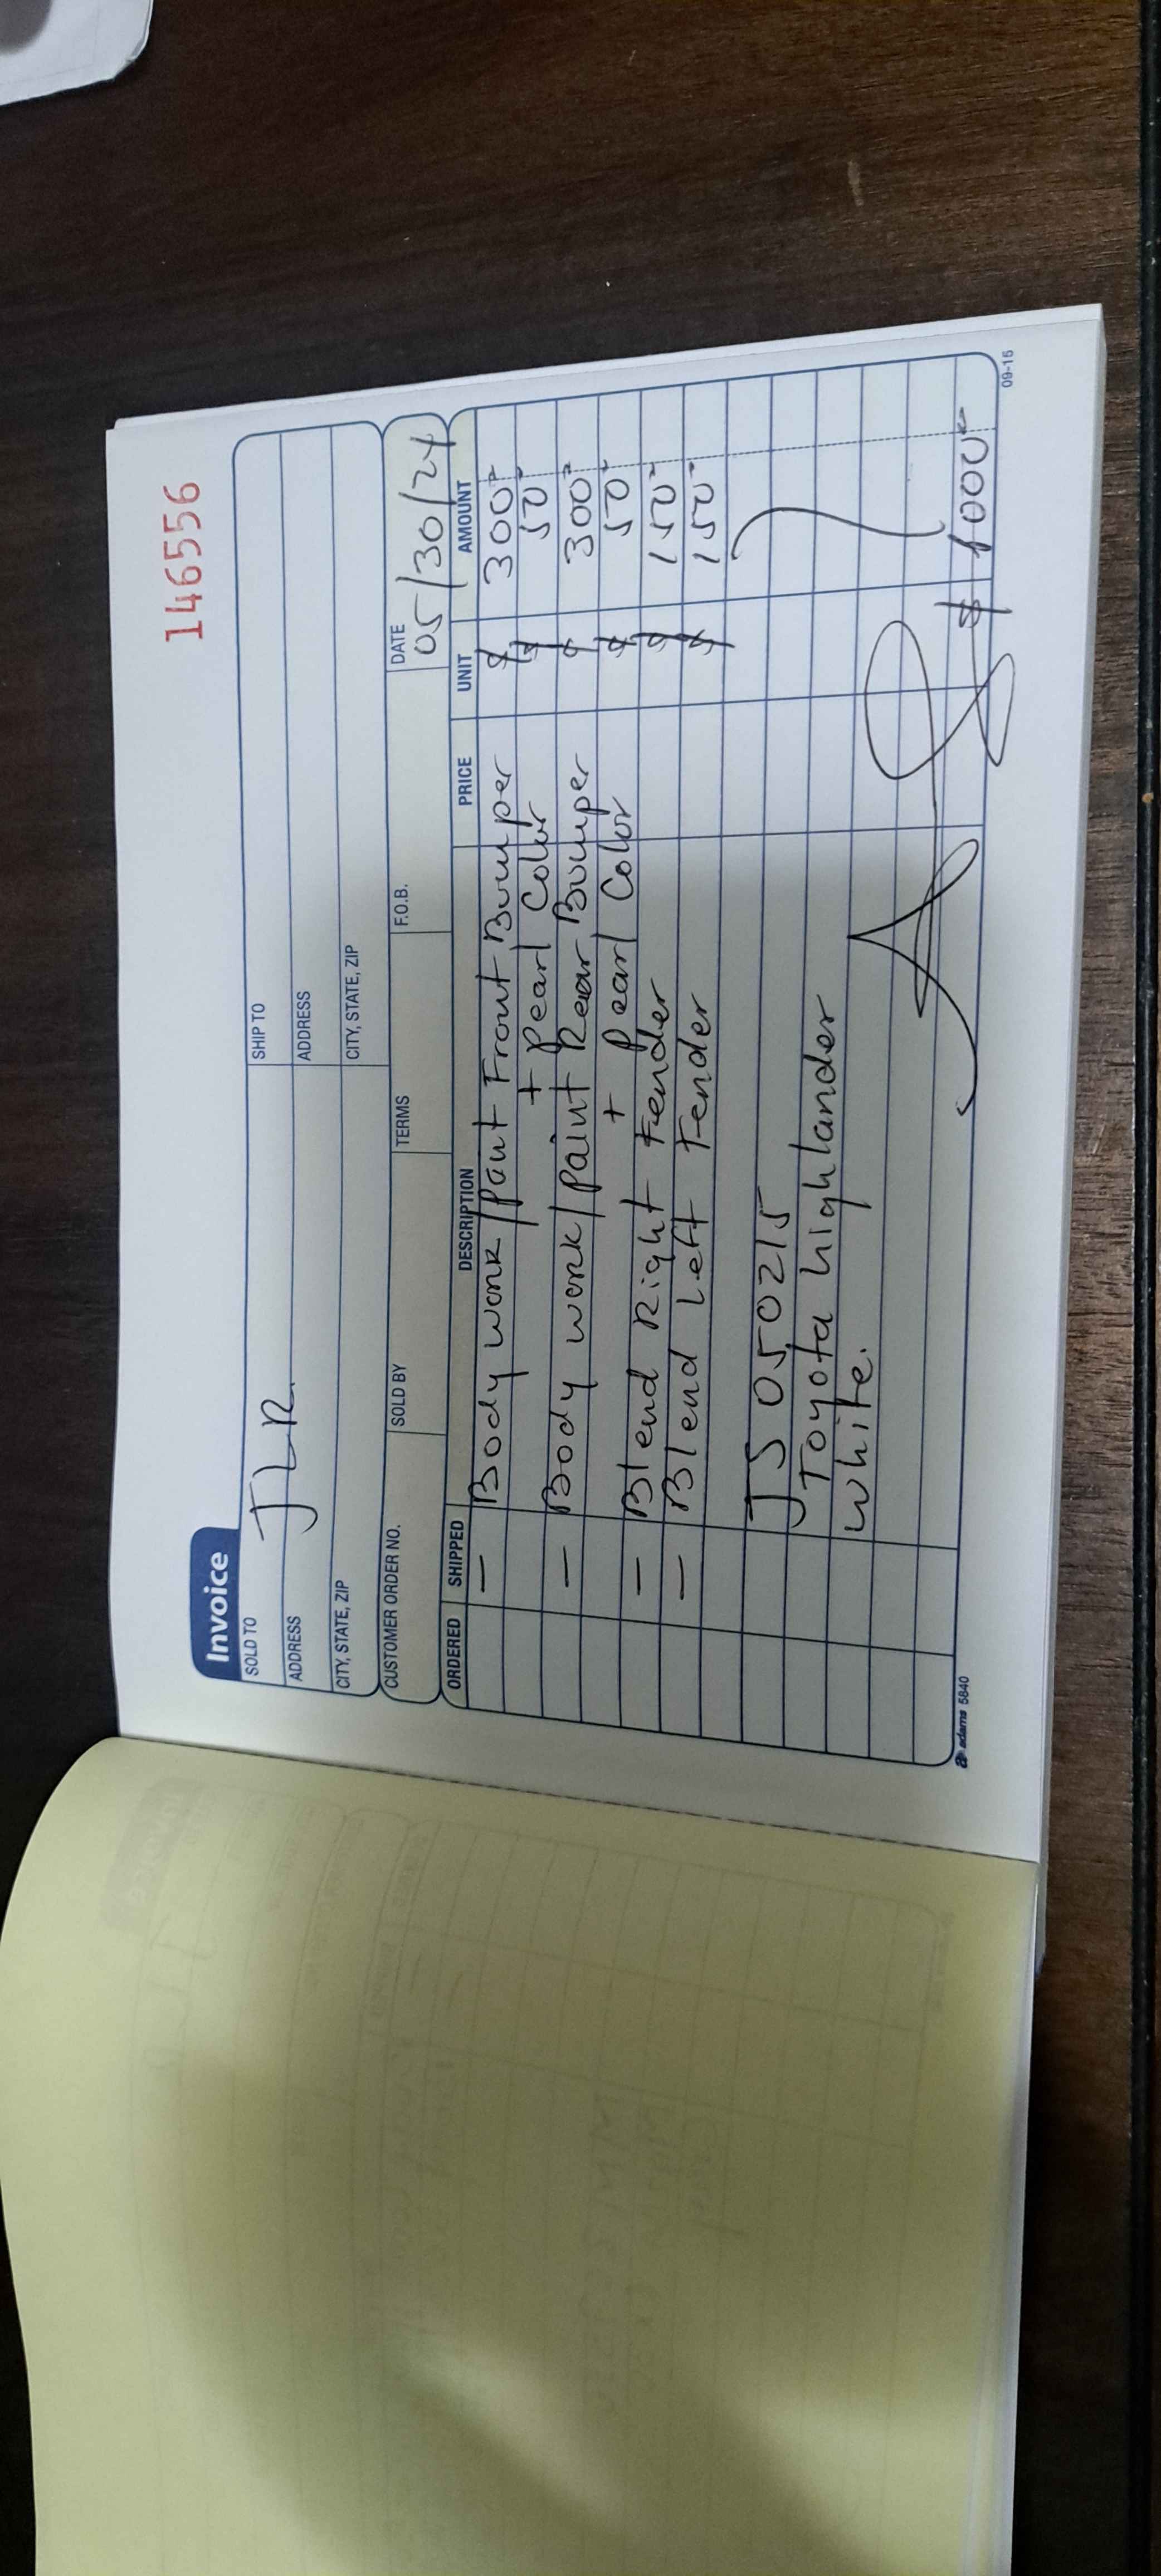 146556
Invoice
SOLD TO JLR.
SHIP TO
ADDRESS
ADDRESS
CITY, STATE, ZIP
CITY, STATE, ZIP
CUSTOMER ORDER NO. SOLD BY TERMS F.O.B. DATE 05/30/24
ORDERED SHIPPED DESCRIPTION PRICE UNIT AMOUNT
— Body work/Paint Front Bumper $ 300=
+ Pearl Color $ 50=
— Body work/Paint Rear Bumper $ 300=
+ Pearl Color $ 50=
— Blend Right Fender $ 150=
— Blend Left Fender $ 150=
JS 050215
Toyota highlander
white.
$ 1000=
adams 5840
09-15